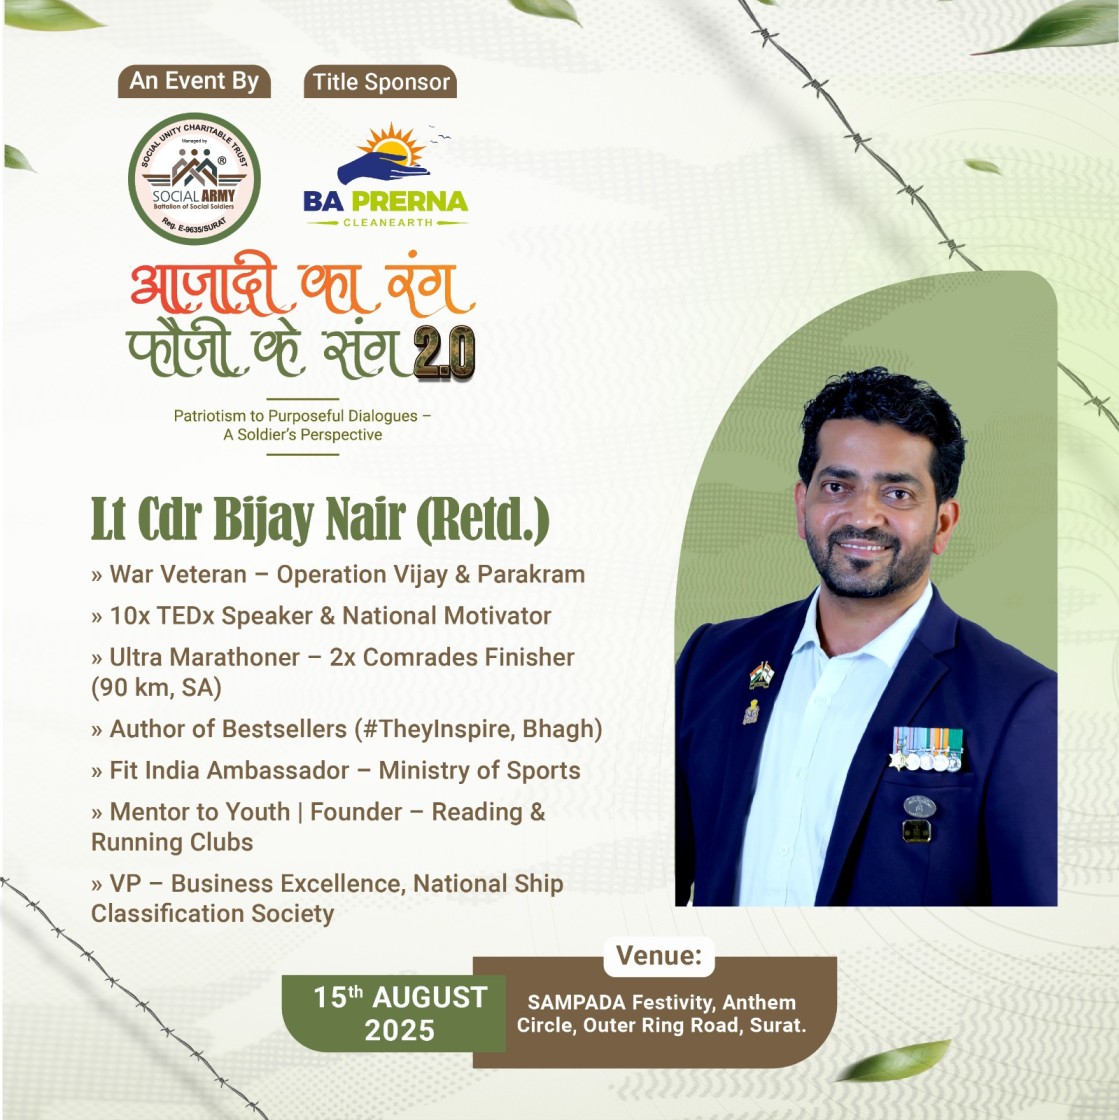 An Event By
Title Sponsor
SOCIAL UNITY CHARITABLE TRUST
Managed by
®
SOCIAL ARMY
Battalion of Social Soldiers
Reg. E-9635/SURAT
BA PRERNA
CLEANEARTH
आज़ादी का रंग
फौजी के संग 2.0
Patriotism to Purposeful Dialogues –
A Soldier's Perspective
Lt Cdr Bijay Nair (Retd.)
» War Veteran – Operation Vijay & Parakram
» 10x TEDx Speaker & National Motivator
» Ultra Marathoner – 2x Comrades Finisher
(90 km, SA)
» Author of Bestsellers (#TheyInspire, Bhagh)
» Fit India Ambassador – Ministry of Sports
» Mentor to Youth | Founder – Reading &
Running Clubs
» VP – Business Excellence, National Ship
Classification Society
15th AUGUST
2025
Venue:
SAMPADA Festivity, Anthem
Circle, Outer Ring Road, Surat.